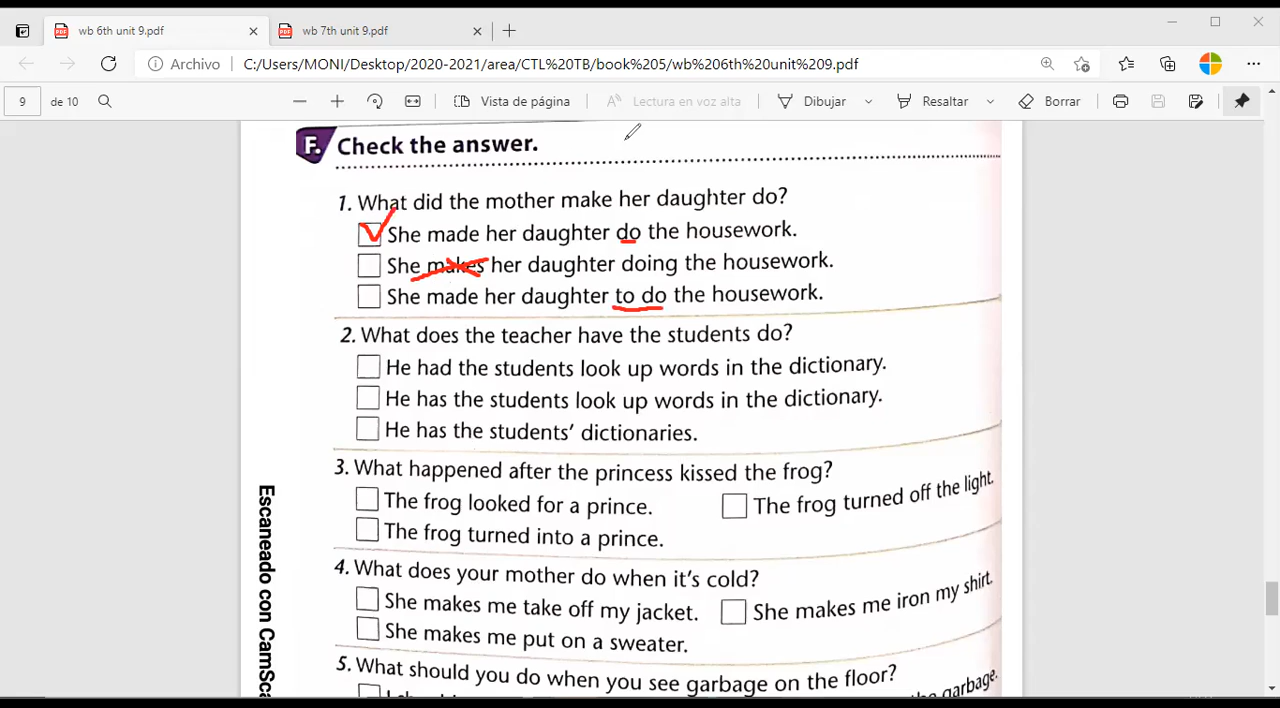 wb 6th unit 9.pdf
wb 7th unit 9.pdf
Archivo
C:/Users/MONI/Desktop/2020-2021/area/CTL%20TB/book%205/wb%206th%20unit%209.pdf
9 de 10
Vista de página
Lectura en voz alta
Dibujar
Resaltar
Borrar
F. Check the answer.
1. What did the mother make her daughter do?
She made her daughter do the housework.
She makes her daughter doing the housework.
She made her daughter to do the housework.
2. What does the teacher have the students do?
He had the students look up words in the dictionary.
He has the students look up words in the dictionary.
He has the students' dictionaries.
3. What happened after the princess kissed the frog?
The frog looked for a prince. The frog turned off the light.
The frog turned into a prince.
4. What does your mother do when it's cold?
She makes me take off my jacket. She makes me iron my shirt.
She makes me put on a sweater.
5. What should you do when you see garbage on the floor?
garbage.
Escaneado con CamSca